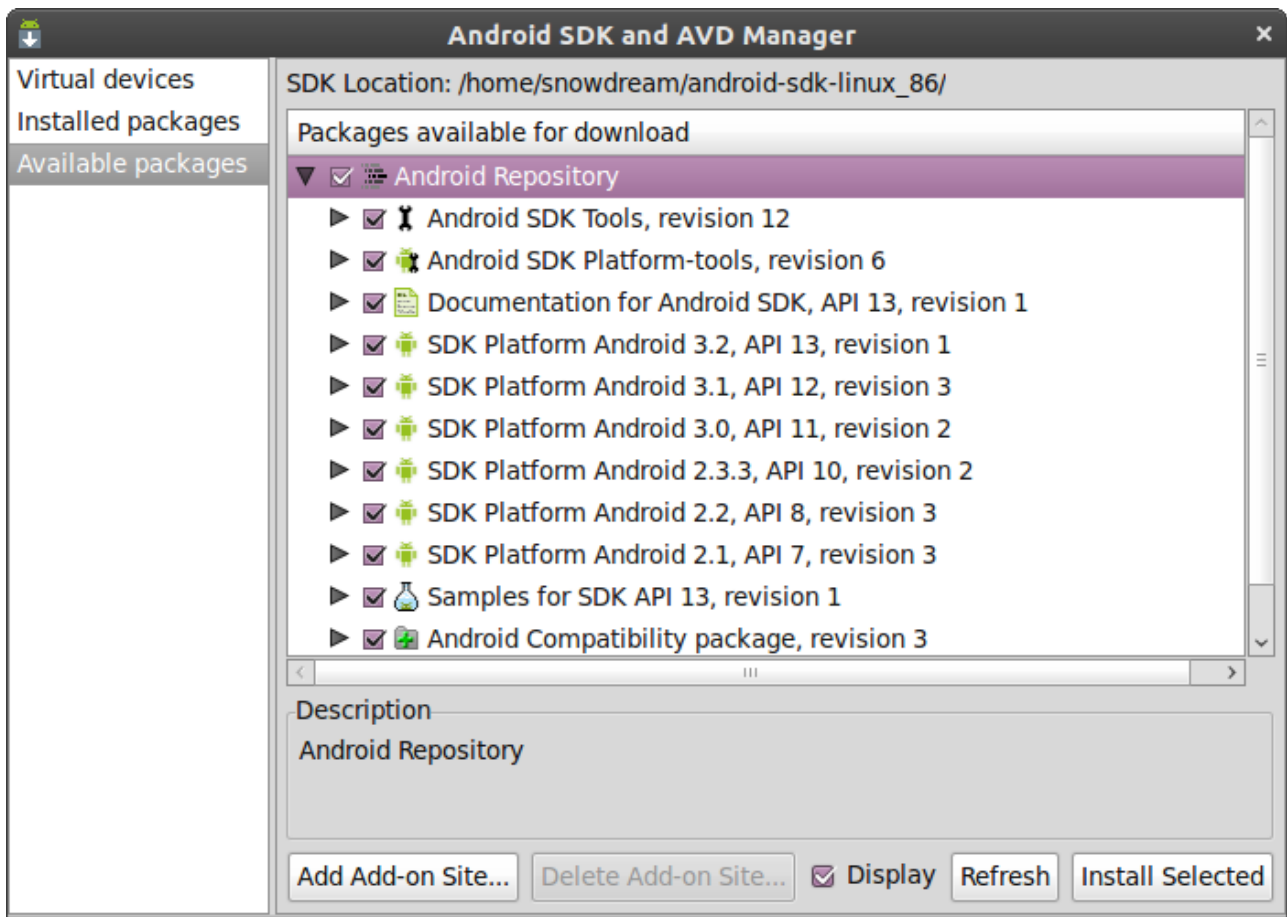 Android SDK and AVD Manager
Virtual devices
Installed packages
Available packages
SDK Location: /home/snowdream/android-sdk-linux_86/
Packages available for download
Android Repository
Android SDK Tools, revision 12
Android SDK Platform-tools, revision 6
Documentation for Android SDK, API 13, revision 1
SDK Platform Android 3.2, API 13, revision 1
SDK Platform Android 3.1, API 12, revision 3
SDK Platform Android 3.0, API 11, revision 2
SDK Platform Android 2.3.3, API 10, revision 2
SDK Platform Android 2.2, API 8, revision 3
SDK Platform Android 2.1, API 7, revision 3
Samples for SDK API 13, revision 1
Android Compatibility package, revision 3
Description
Android Repository
Add Add-on Site... Delete Add-on Site... Display Refresh Install Selected